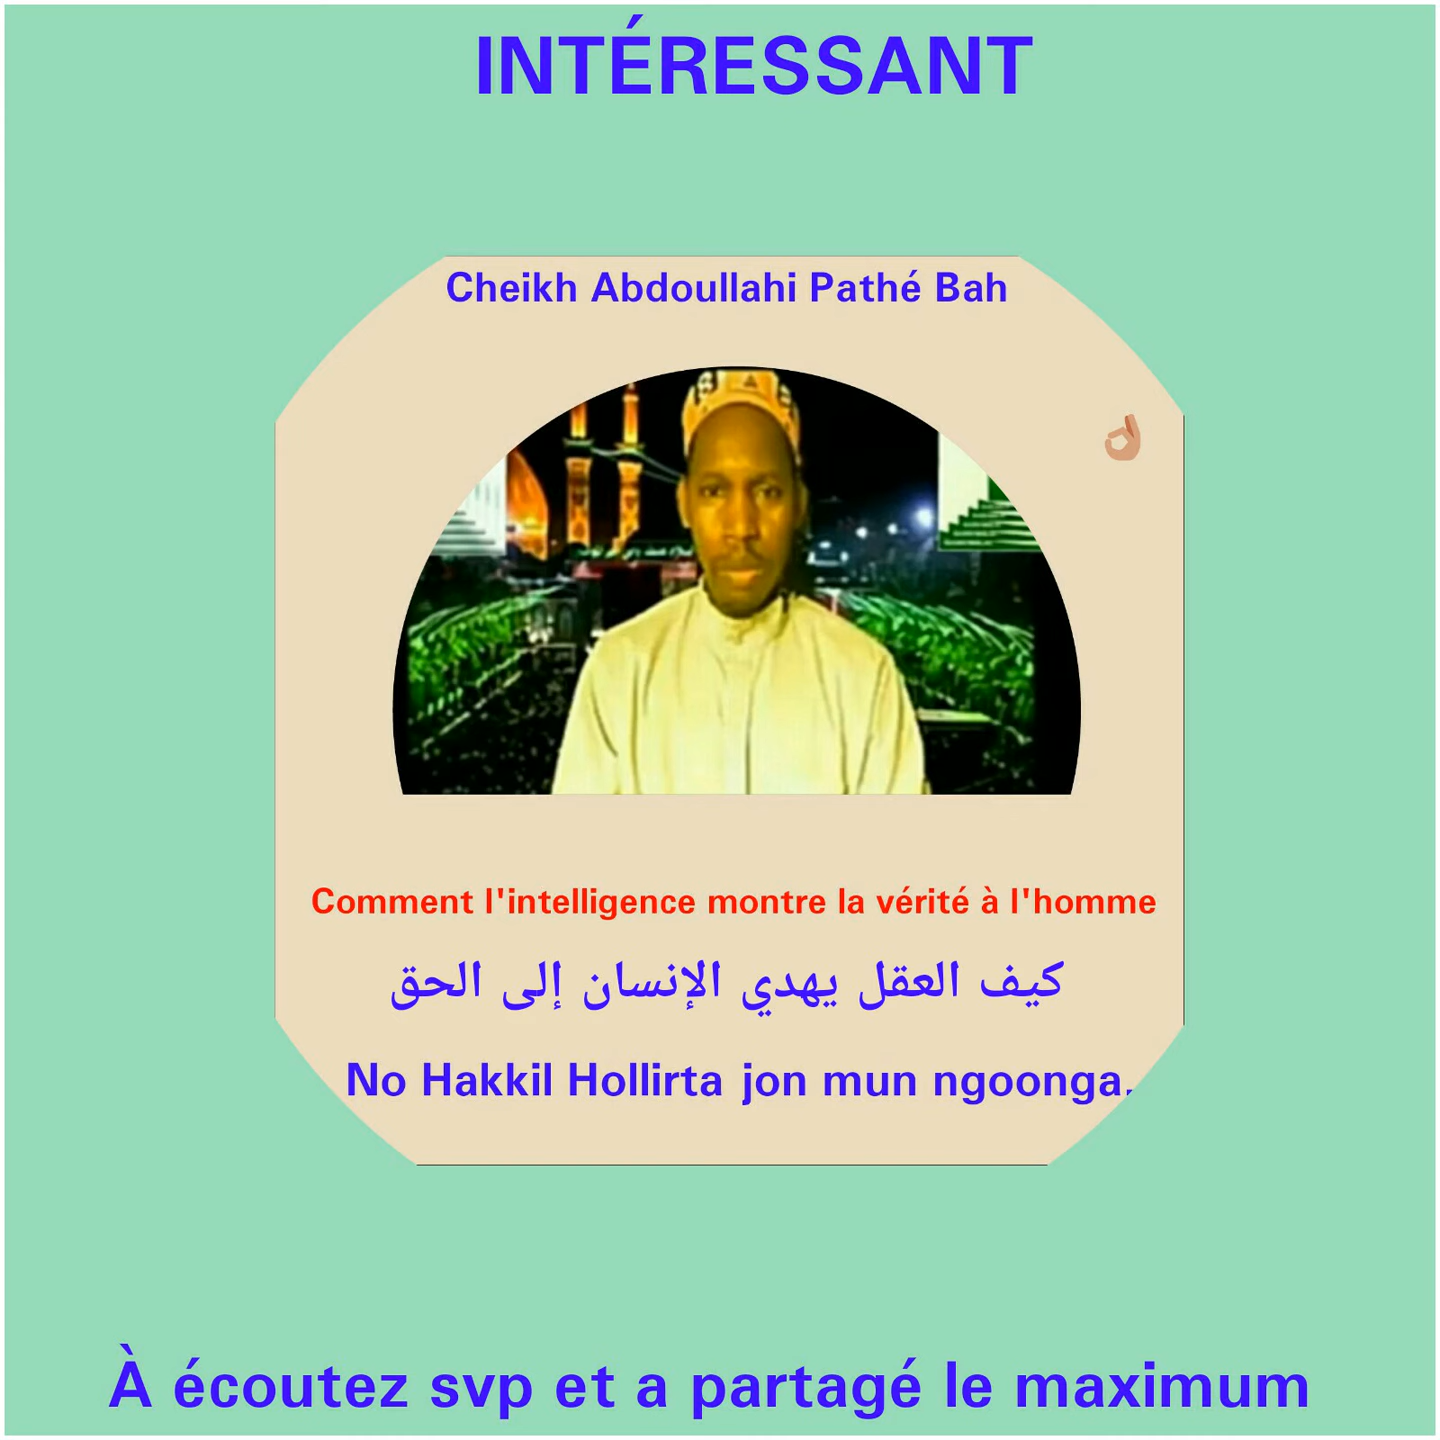 INTÉRESSANT
Cheikh Abdoullahi Pathé Bah
Comment l'intelligence montre la vérité à l'homme
كيف العقل يهدي الإنسان إلى الحق
No Hakkil Hollirta jon mun ngoonga.
À écoutez svp et a partagé le maximum